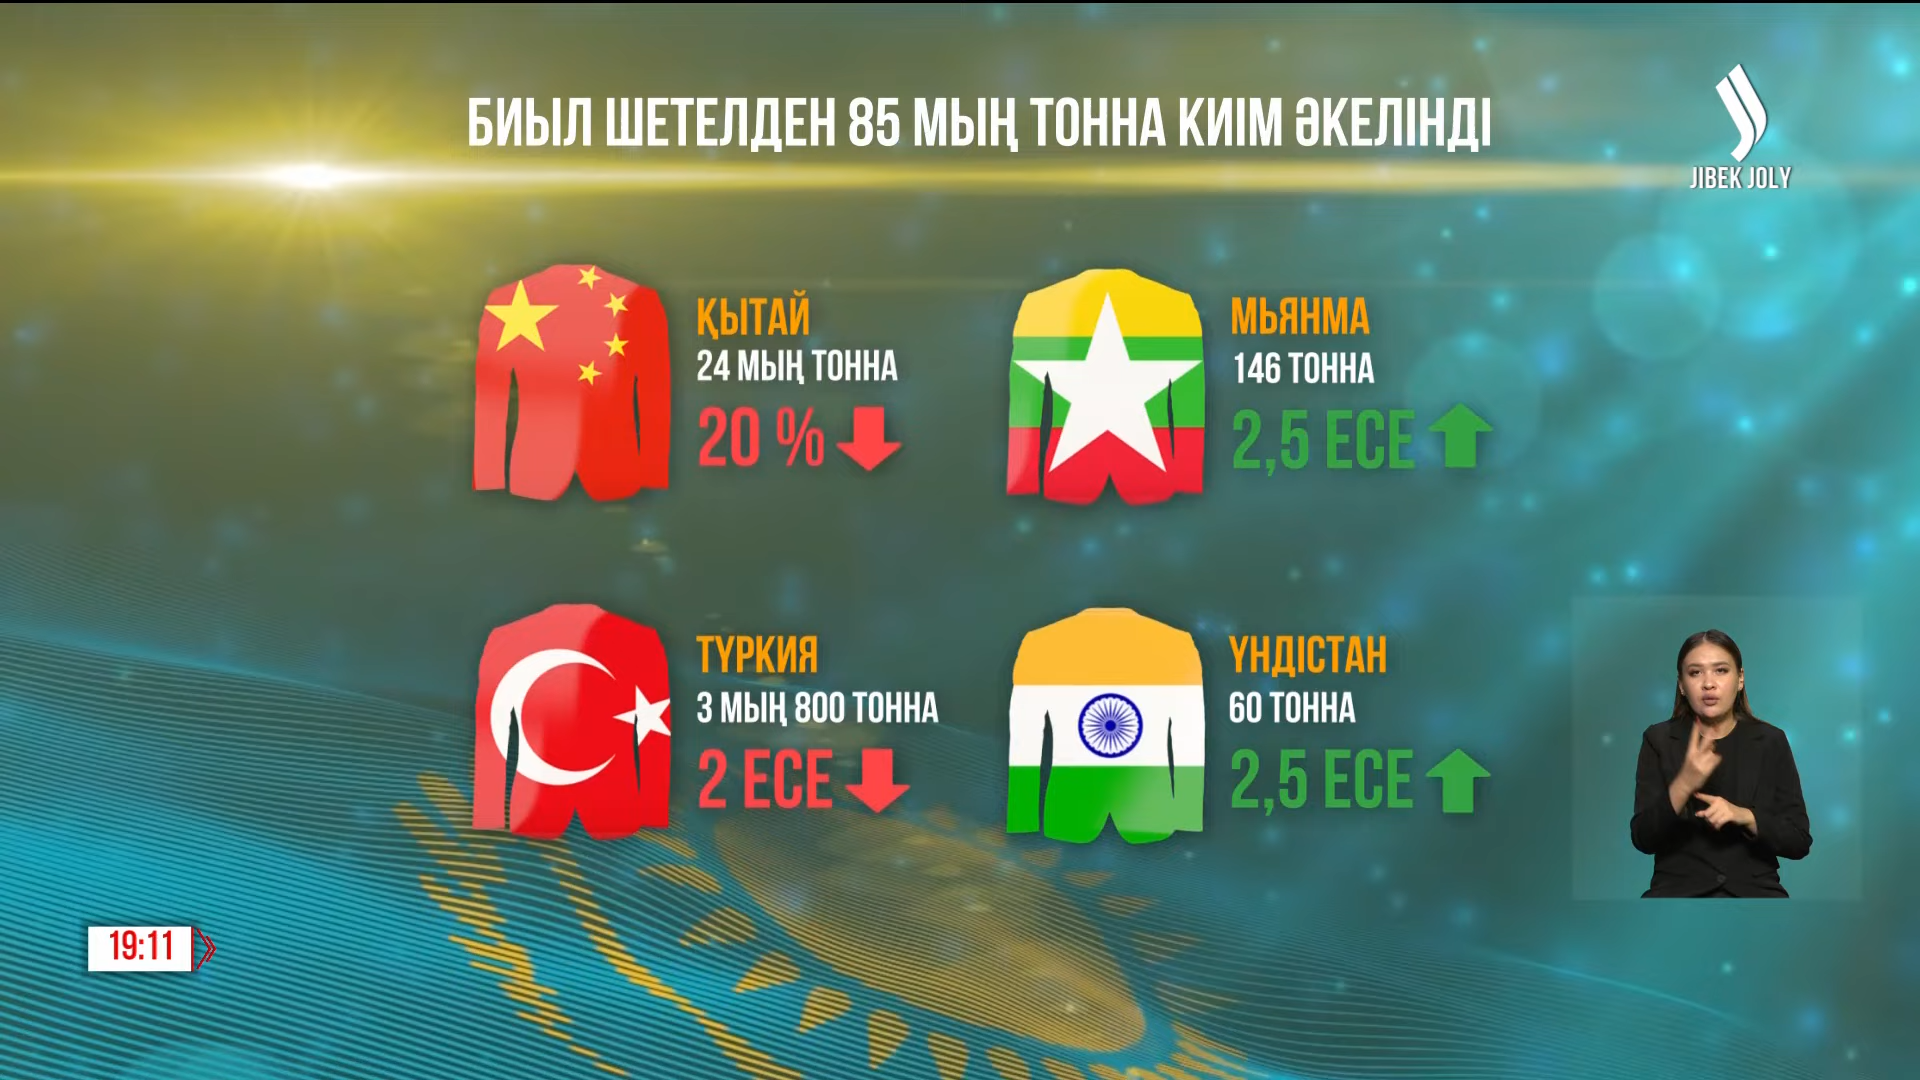 БИЫЛ ШЕТЕЛДЕН 85 МЫҢ ТОННА КИІМ ӘКЕЛІНДІ
JIBEK JOLY
ҚЫТАЙ
24 МЫҢ ТОННА
20 %
МЬЯНМА
146 ТОННА
2,5 ЕСЕ
ТҮРКИЯ
3 МЫҢ 800 ТОННА
2 ЕСЕ
ҮНДІСТАН
60 ТОННА
2,5 ЕСЕ
19:11